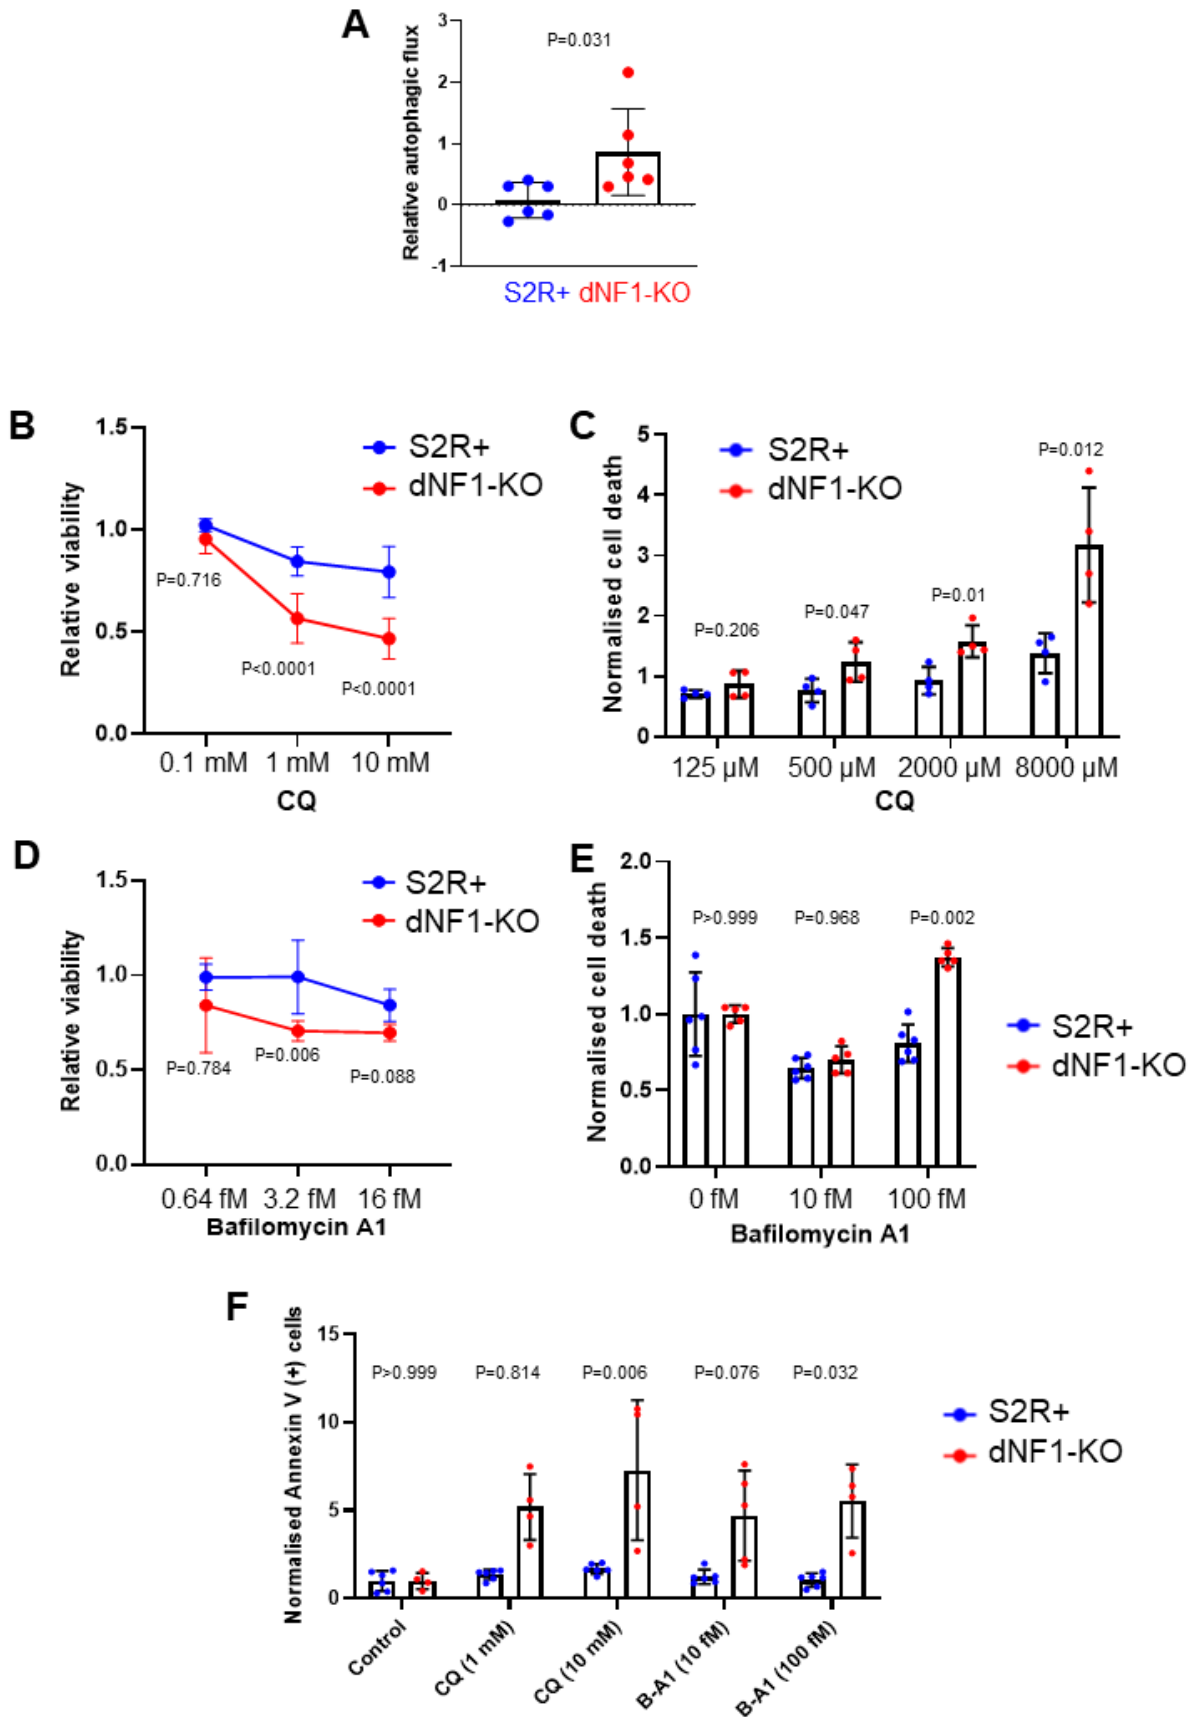 A
Relative autophagic flux
3
2
1
0
-1
P=0.031
S2R+ dNF1-KO
B
Relative viability
1.5
1.0
0.5
0.0
S2R+
dNF1-KO
P=0.716
P<0.0001
P<0.0001
0.1 mM 1 mM 10 mM
CQ
C
Normalised cell death
5
4
3
2
1
0
S2R+
dNF1-KO
P=0.206
P=0.047
P=0.01
P=0.012
125 µM 500 µM 2000 µM 8000 µM
CQ
D
Relative viability
1.5
1.0
0.5
0.0
S2R+
dNF1-KO
P=0.784
P=0.006
P=0.088
0.64 fM 3.2 fM 16 fM
Bafilomycin A1
E
Normalised cell death
2.0
1.5
1.0
0.5
0.0
P>0.999 P=0.968 P=0.002
S2R+
dNF1-KO
0 fM 10 fM 100 fM
Bafilomycin A1
F
Normalised Annexin V (+) cells
15
10
5
0
P>0.999 P=0.814 P=0.006 P=0.076 P=0.032
S2R+
dNF1-KO
Control
CQ (1 mM)
CQ (10 mM)
B-A1 (10 fM)
B-A1 (100 fM)